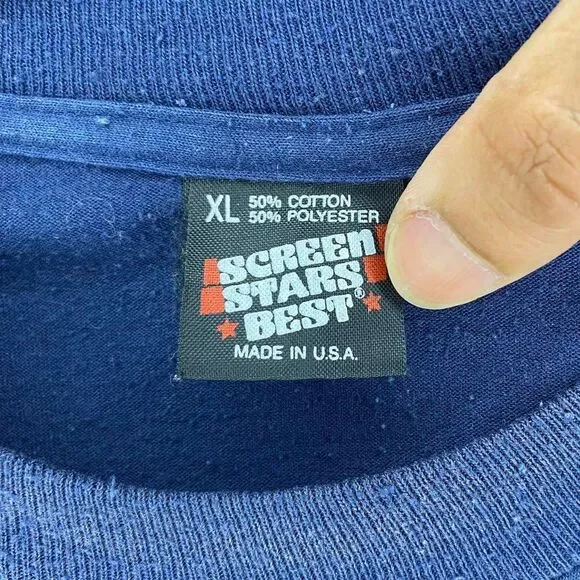 XL 50% COTTON
50% POLYESTER
SCREEN
STARS
BEST®
MADE IN U.S.A.